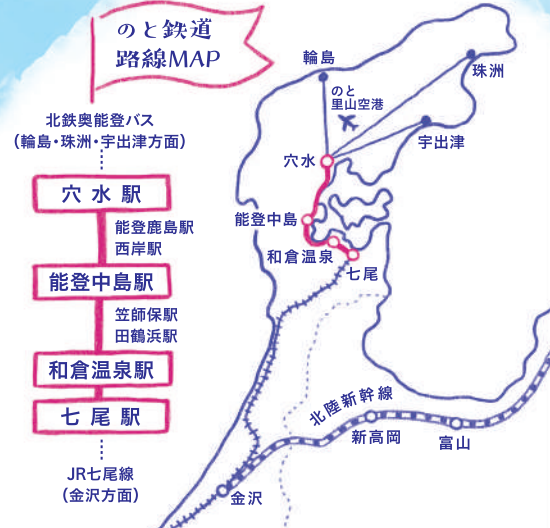 のと鉄道
路線MAP
北鉄奥能登バス
（輪島・珠洲・宇出津方面）
穴水駅
能登鹿島駅
西岸駅
能登中島駅
笠師保駅
田鶴浜駅
和倉温泉駅
七尾駅
JR七尾線
（金沢方面）
輪島
珠洲
のと
里山空港
宇出津
穴水
能登中島
和倉温泉
七尾
北陸新幹線
新高岡
富山
金沢